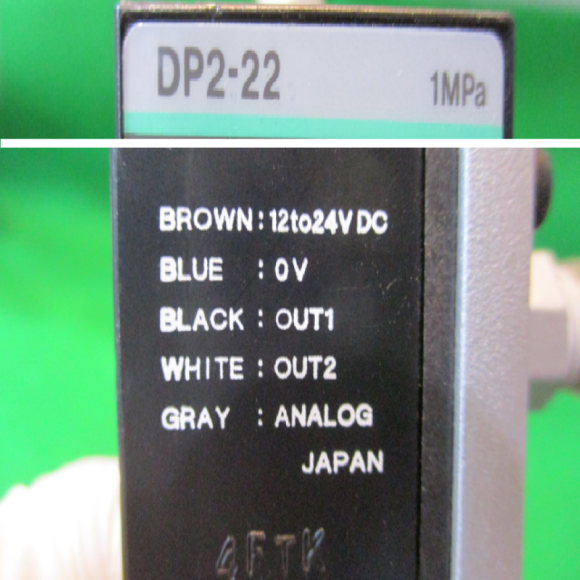 DP2-22 1MPa
BROWN: 12to24V DC
BLUE : 0V
BLACK : OUT1
WHITE : OUT2
GRAY : ANALOG
JAPAN